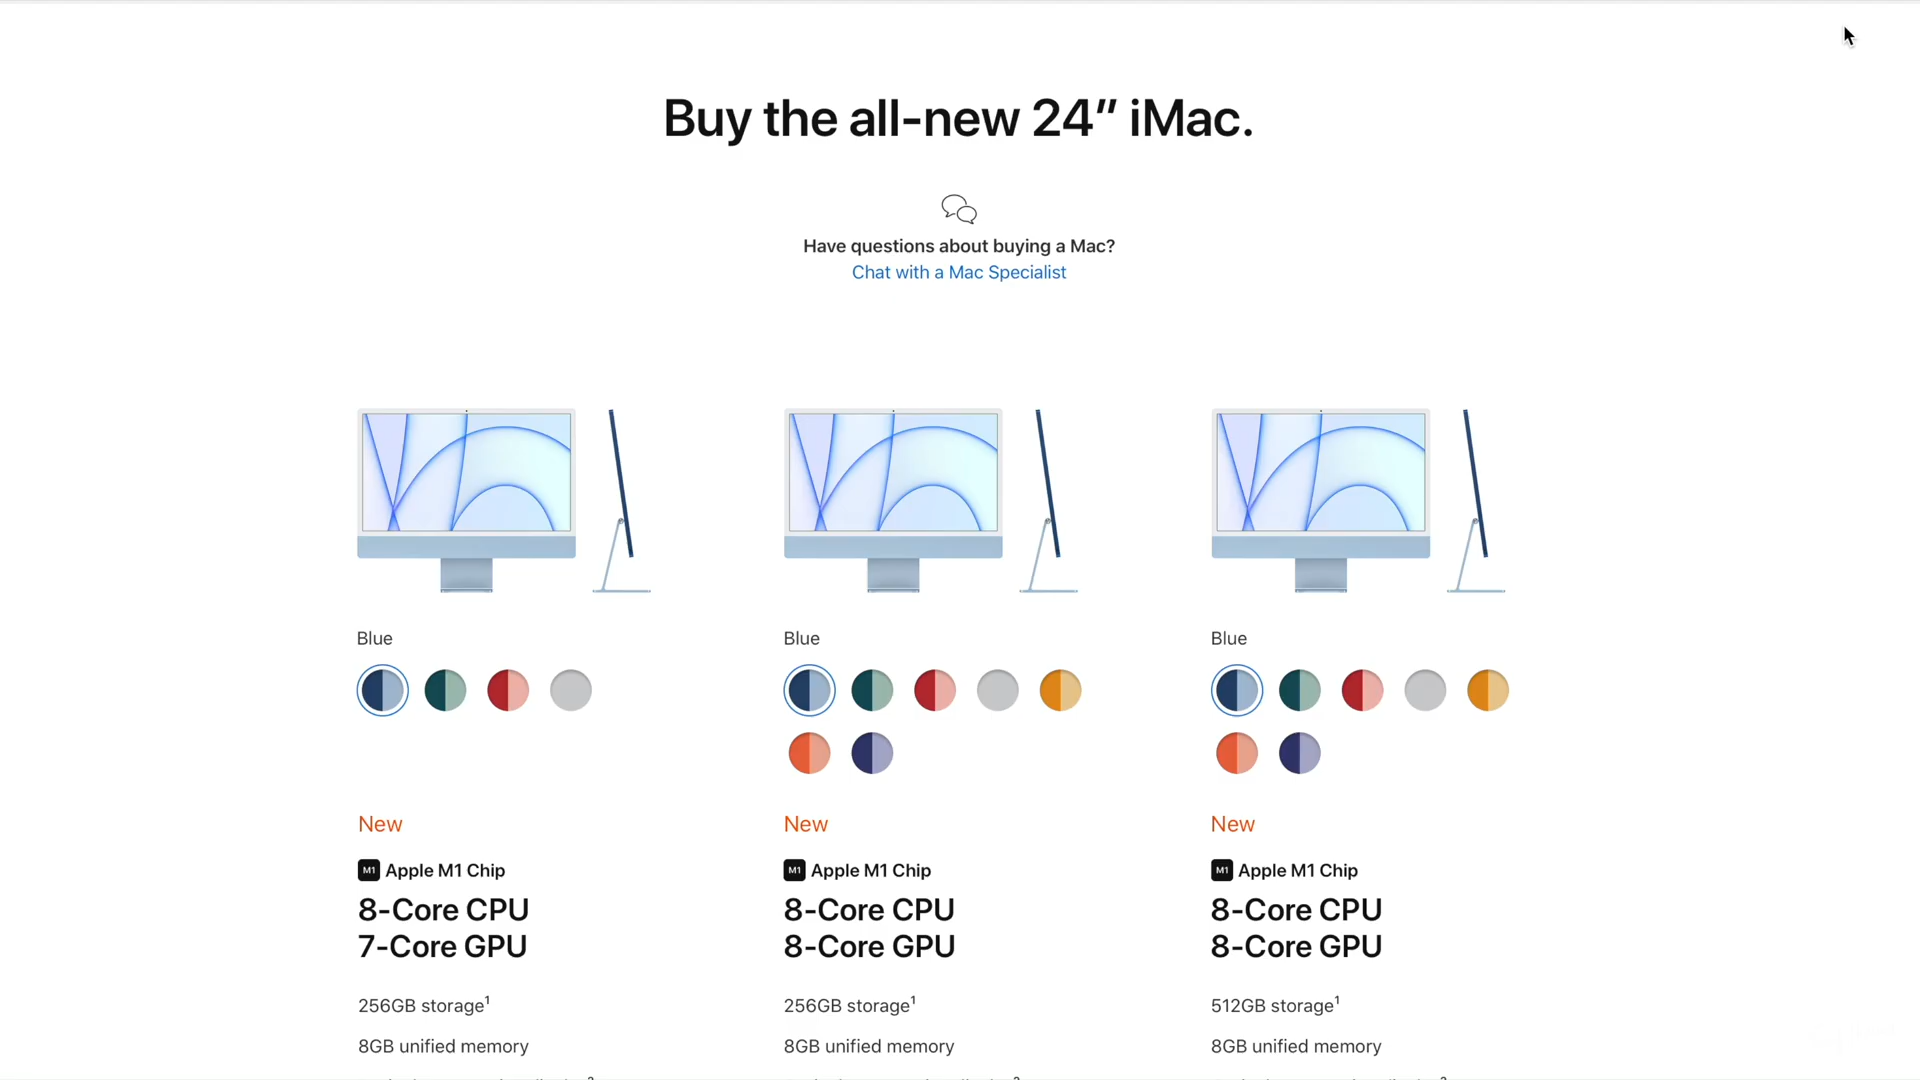 Buy the all-new 24″ iMac.
Have questions about buying a Mac?
Chat with a Mac Specialist
Blue
Blue
Blue
New
New
New
M1 Apple M1 Chip
M1 Apple M1 Chip
M1 Apple M1 Chip
8-Core CPU
7-Core GPU
8-Core CPU
8-Core GPU
8-Core CPU
8-Core GPU
256GB storage¹
256GB storage¹
512GB storage¹
8GB unified memory
8GB unified memory
8GB unified memory